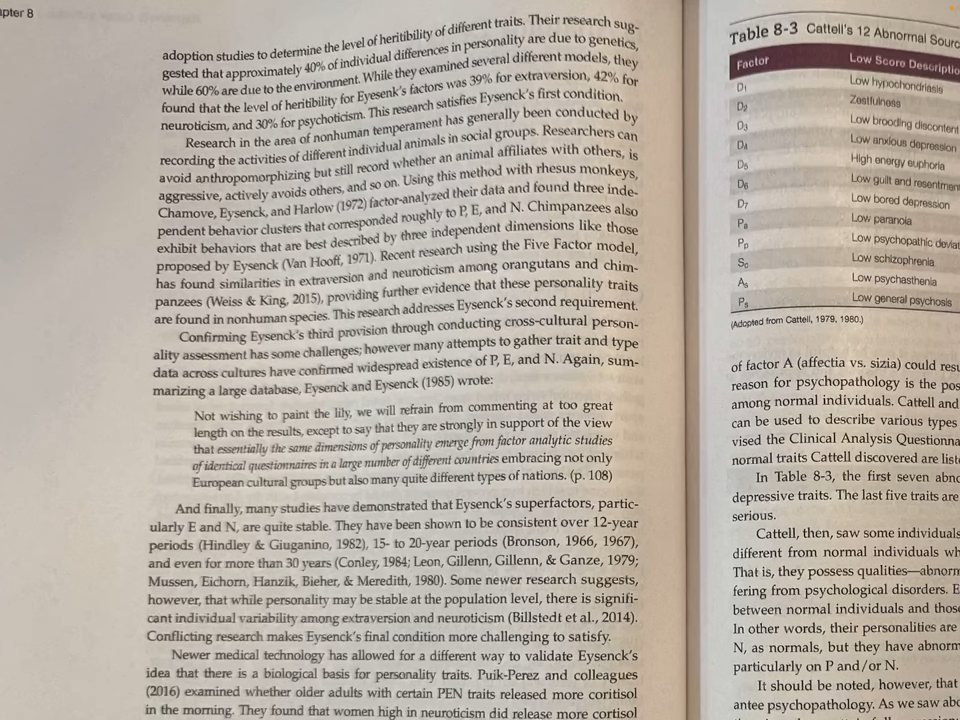 pter 8
adoption studies to determine the level of heritibility of different traits. Their research sug-
gested that approximately 40% of individual differences in personality are due to genetics,
while 60% are due to the environment. While they examined several different models, they
found that the level of heritibility for Eyesenk's factors was 39% for extraversion, 42% for
neuroticism, and 30% for psychoticism. This research satisfies Eysenck's first condition.
Research in the area of nonhuman temperament has generally been conducted by
recording the activities of different individual animals in social groups. Researchers can
avoid anthropomorphizing but still record whether an animal affiliates with others, is
aggressive, actively avoids others, and so on. Using this method with rhesus monkeys,
Chamove, Eysenck, and Harlow (1972) factor-analyzed their data and found three inde-
pendent behavior clusters that corresponded roughly to P, E, and N. Chimpanzees also
exhibit behaviors that are best described by three independent dimensions like those
proposed by Eysenck (Van Hooff, 1971). Recent research using the Five Factor model,
has found similarities in extraversion and neuroticism among orangutans and chim-
panzees (Weiss & King, 2015), providing further evidence that these personality traits
are found in nonhuman species. This research addresses Eysenck's second requirement.
Confirming Eysenck's third provision through conducting cross-cultural person-
ality assessment has some challenges; however many attempts to gather trait and type
data across cultures have confirmed widespread existence of P, E, and N. Again, sum-
marizing a large database, Eysenck and Eysenck (1985) wrote:
Not wishing to paint the lily, we will refrain from commenting at too great
length on the results, except to say that they are strongly in support of the view
that essentially the same dimensions of personality emerge from factor analytic studies
of identical questionnaires in a large number of different countries embracing not only
European cultural groups but also many quite different types of nations. (p. 108)
And finally, many studies have demonstrated that Eysenck's superfactors, partic-
ularly E and N, are quite stable. They have been shown to be consistent over 12-year
periods (Hindley & Giuganino, 1982), 15- to 20-year periods (Bronson, 1966, 1967),
and even for more than 30 years (Conley, 1984; Leon, Gillenn, Gillenn, & Ganze, 1979;
Mussen, Eichorn, Hanzik, Bieher, & Meredith, 1980). Some newer research suggests,
however, that while personality may be stable at the population level, there is signifi-
cant individual variability among extraversion and neuroticism (Billstedt et al., 2014).
Conflicting research makes Eysenck's final condition more challenging to satisfy.
Newer medical technology has allowed for a different way to validate Eysenck's
idea that there is a biological basis for personality traits. Puik-Perez and colleagues
(2016) examined whether older adults with certain PEN traits released more coritisol
in the morning. They found that women high in neuroticism did release more cortisol
Table 8-3 Cattell's 12 Abnormal Sourc
Factor Low Score Descriptio
D1 Low hypochondriasis
D2 Zestfulness
D3 Low brooding discontent
D4 Low anxious depression
D5 High energy euphoria
D6 Low guilt and resentment
D7 Low bored depression
Pa Low paranoia
Pp Low psychopathic deviat
Sc Low schizophrenia
As Low psychasthenia
Ps Low general psychosis
(Adopted from Cattell, 1979, 1980.)
of factor A (affectia vs. sizia) could resu
reason for psychopathology is the pos
among normal individuals. Cattell and
can be used to describe various types
vised the Clinical Analysis Questionna
normal traits Cattell discovered are liste
In Table 8-3, the first seven abno
depressive traits. The last five traits are
serious.
Cattell, then, saw some individuals
different from normal individuals wh
That is, they possess qualities—abnorm
fering from psychological disorders. E
between normal individuals and those
In other words, their personalities are
N, as normals, but they have abnorm
particularly on P and/or N.
It should be noted, however, that
antee psychopathology. As we saw abo